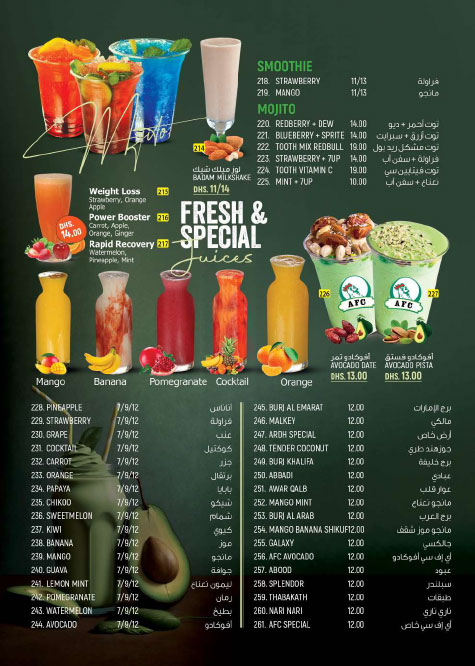 SMOOTHIE
218. STRAWBERRY 11/13 فراولة
219. MANGO 11/13 مانجو
MOJITO
220. REDBERRY + DEW 14.00 توت أحمر + ديو
221. BLUEBERRY + SPRITE 14.00 توت أزرق + سبرايت
222. TOOTH MIX REDBULL 19.00 توت مشكل ريد بول
223. STRAWBERRY + 7UP 14.00 فراولة + سفن أب
224. TOOTH VITAMIN C 19.00 توت فيتايين سي
225. MINT + 7UP 10.00 نعناع + سفن أب
Mojito
214
لوز ميلك شيك
BADAM MILKSHAKE
DHS. 11/14
Weight Loss 215
Strawberry, Orange
Apple
Power Booster 216
Carrot, Apple,
Orange, Ginger
Rapid Recovery 217
Watermelon,
Pineapple, Mint
DHS.
14.00
FRESH &
SPECIAL
Juices
AFC AFC
226 227
أفوكادو تمر أفوكادو فستق
AVOCADO DATE AVOCADO PISTA
DHS. 13.00 DHS. 13.00
Mango Banana Pomegranate Cocktail Orange
228. PINEAPPLE 7/9/12 اناناس
229. STRAWBERRY 7/9/12 فراولة
230. GRAPE 7/9/12 عنب
231. COCKTAIL 7/9/12 كوكتيل
232. CARROT 7/9/12 جزر
233. ORANGE 7/9/12 برتقال
234. PAPAYA 7/9/12 بابايا
235. CHIKOO 7/9/12 شيكو
236. SWEETMELON 7/9/12 شمام
237. KIWI 7/9/12 كيوي
238. BANANA 7/9/12 موز
239. MANGO 7/9/12 مانجو
240. GUAVA 7/9/12 جوافة
241. LEMON MINT 7/9/12 ليمون نعناع
242. POMEGRANATE 7/9/12 رمان
243. WATERMELON 7/9/12 بطيخ
244. AVOCADO 7/9/12 أفوكادو
245. BURJ AL EMARAT 12.00 برج الإمارات
246. MALKEY 12.00 مالكي
247. ARDH SPECIAL 12.00 أرض خاص
248. TENDER COCONUT 12.00 جوزهند طري
249. BURJ KHALIFA 12.00 برج خليفة
250. ABBADI 12.00 عبادي
251. AWAR QALB 12.00 عوار قلب
252. MANGO MINT 12.00 مانجو نعناع
253. BURJ AL ARAB 12.00 برج العرب
254. MANGO BANANA SHIKUF 12.00 مانجو موز شقف
255. GALAXY 12.00 جالكسي
256. AFC AVOCADO 12.00 أي إف سي أفوكادو
257. ABOOD 12.00 عبود
258. SPLENDOR 12.00 سبلندر
259. THABAKATH 12.00 طبقات
260. NARI NARI 12.00 ناري ناري
261. AFC SPECIAL 12.00 أي إف سي خاص